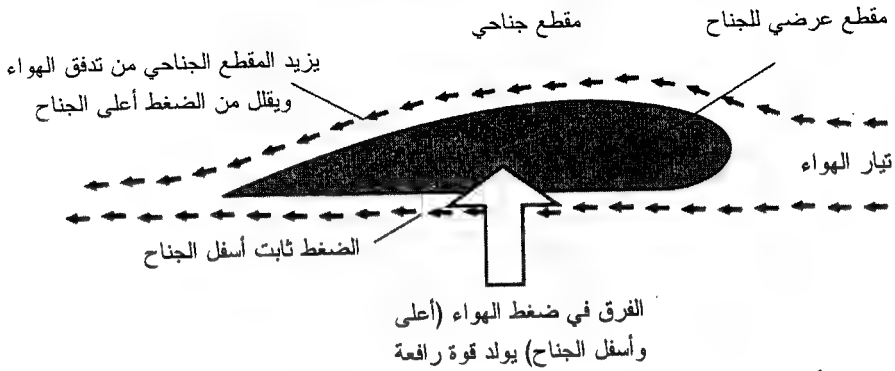 مقطع عرضي للجناح
مقطع جناحي
يزيد المقطع الجناحي من تدفق الهواء
ويقلل من الضغط أعلى الجناح
تيار الهواء
الضغط ثابت أسفل الجناح
الفرق في ضغط الهواء (أعلى
وأسفل الجناح) يولد قوة رافعة